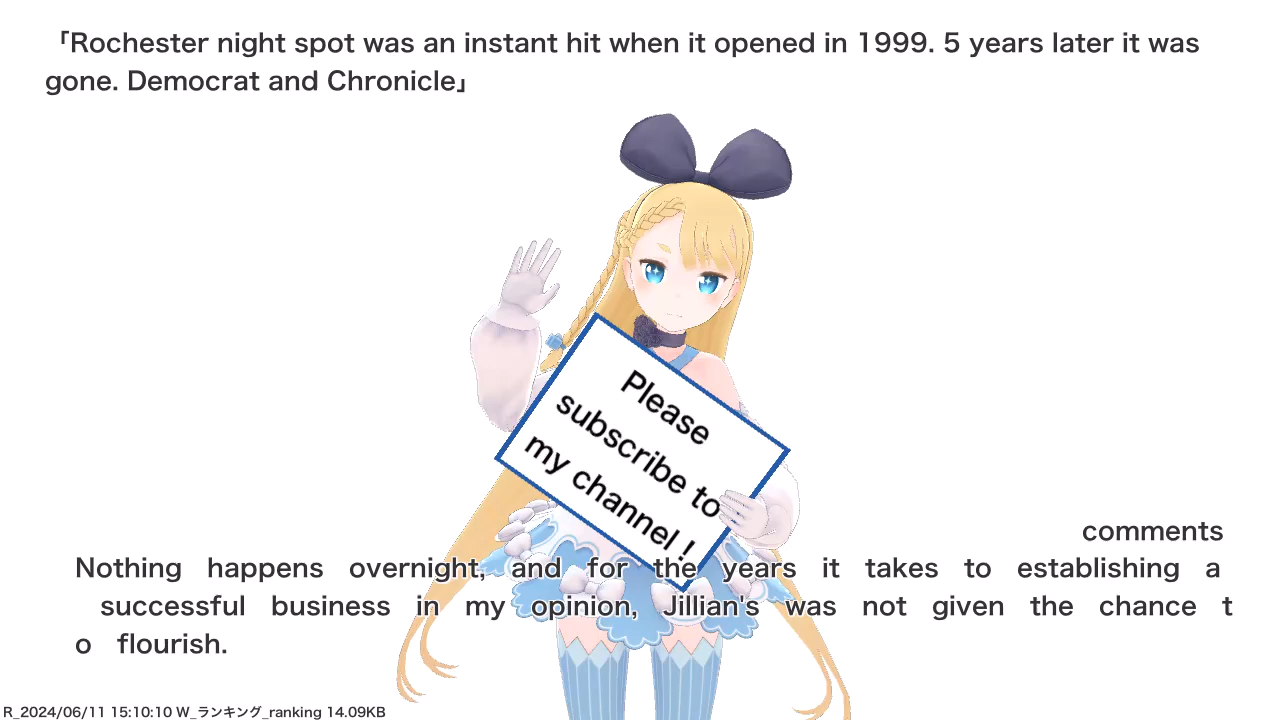 「Rochester night spot was an instant hit when it opened in 1999. 5 years later it was
gone. Democrat and Chronicle」
Please
subscribe to
my channel !
comments
Nothing happens overnight, and for the years it takes to establishing a
successful business in my opinion, Jillian's was not given the chance t
o flourish.
R_2024/06/11 15:10:10 W_ランキング_ranking 14.09KB